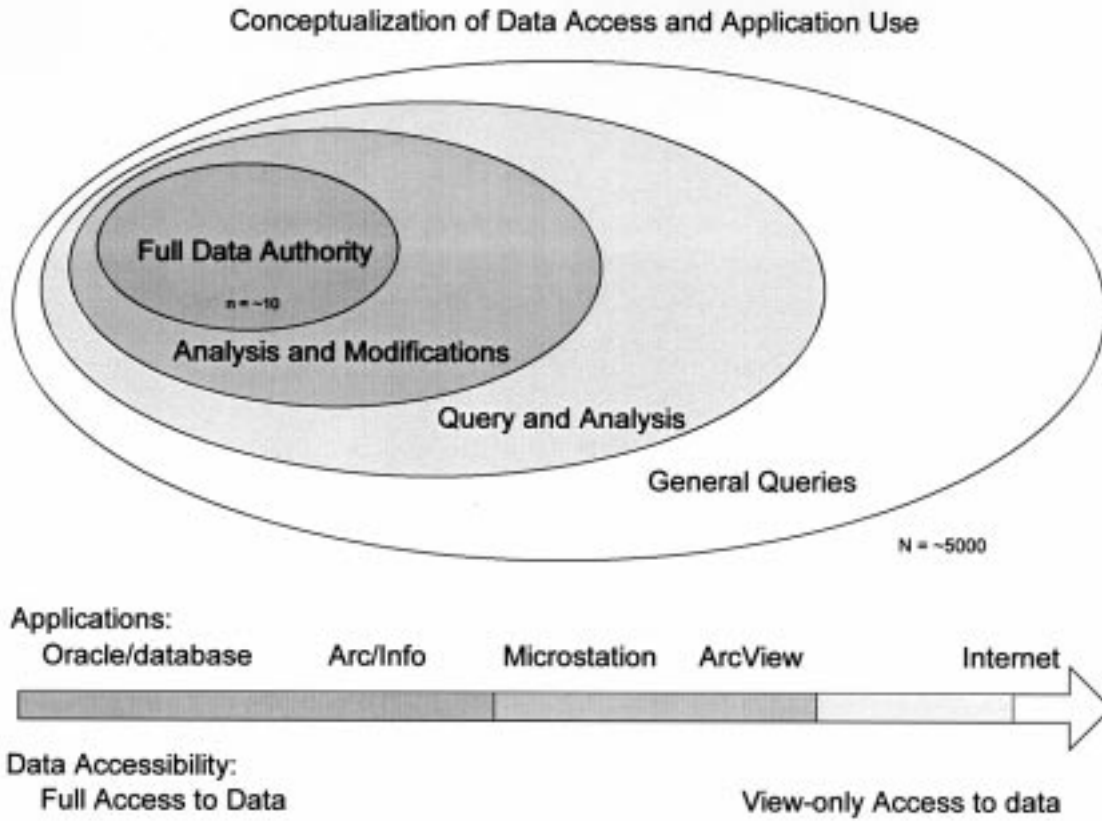 Conceptualization of Data Access and Application Use
Full Data Authority
n = ~10
Analysis and Modifications
Query and Analysis
General Queries
N = ~5000
Applications:
Oracle/database Arc/Info Microstation ArcView Internet
Data Accessibility:
Full Access to Data View-only Access to data